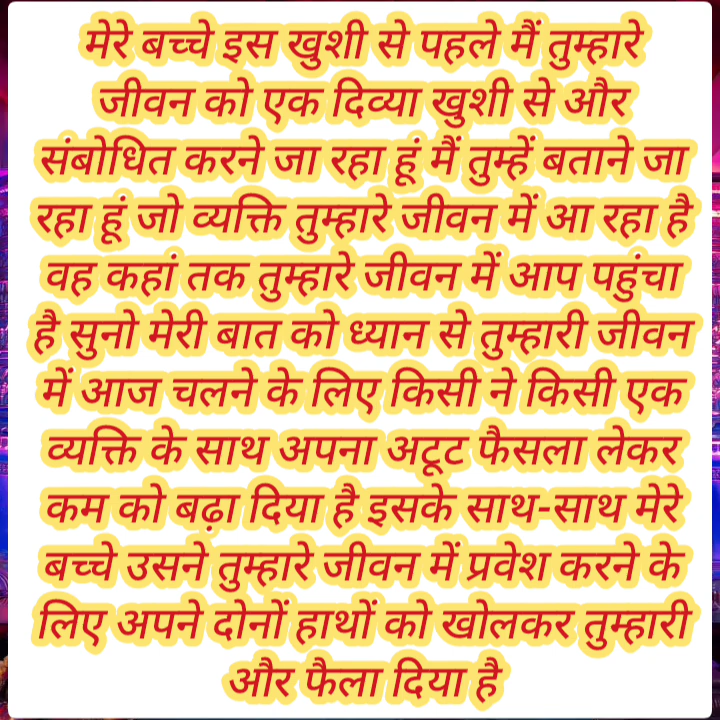 मेरे बच्चे इस खुशी से पहले मैं तुम्हारे
जीवन को एक दिव्या खुशी से और
संबोधित करने जा रहा हूं मैं तुम्हें बताने जा
रहा हूं जो व्यक्ति तुम्हारे जीवन में आ रहा है
वह कहां तक तुम्हारे जीवन में आप पहुंचा
है सुनो मेरी बात को ध्यान से तुम्हारी जीवन
में आज चलने के लिए किसी ने किसी एक
व्यक्ति के साथ अपना अटूट फैसला लेकर
कम को बढ़ा दिया है इसके साथ-साथ मेरे
बच्चे उसने तुम्हारे जीवन में प्रवेश करने के
लिए अपने दोनों हाथों को खोलकर तुम्हारी
और फैला दिया है